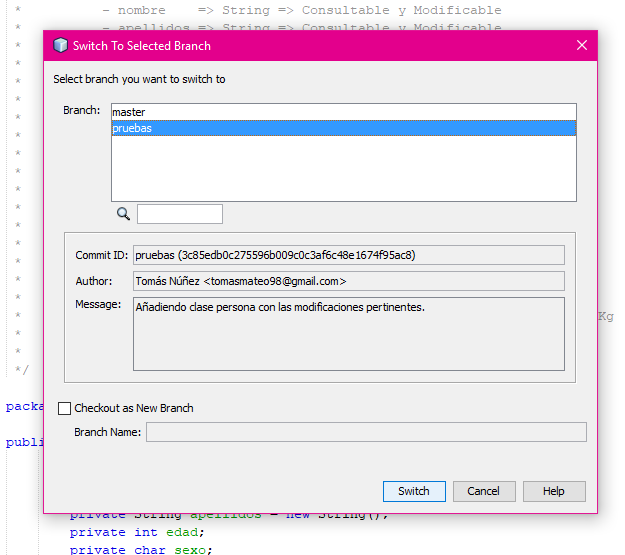 * - nombre => String => Consultable y Modificable
* - apellidos => String => Consultable y Modificable
Switch To Selected Branch
*
*
Select branch you want to switch to
*
*
Branch: master
*
pruebas
*
*
*
*
*
*
*
Commit ID: pruebas (3c85edb0c275596b009c0c3af6c48e1674f95ac8)
*
Author: Tomás Núñez <tomasmateo98@gmail.com>
*
Message: Añadiendo clase persona con las modificaciones pertinentes.
* Kg
*
*
*/
packa
Checkout as New Branch
Branch Name:
publi
Switch Cancel Help
private String apellidos = new String();
private int edad;
private char sexo;